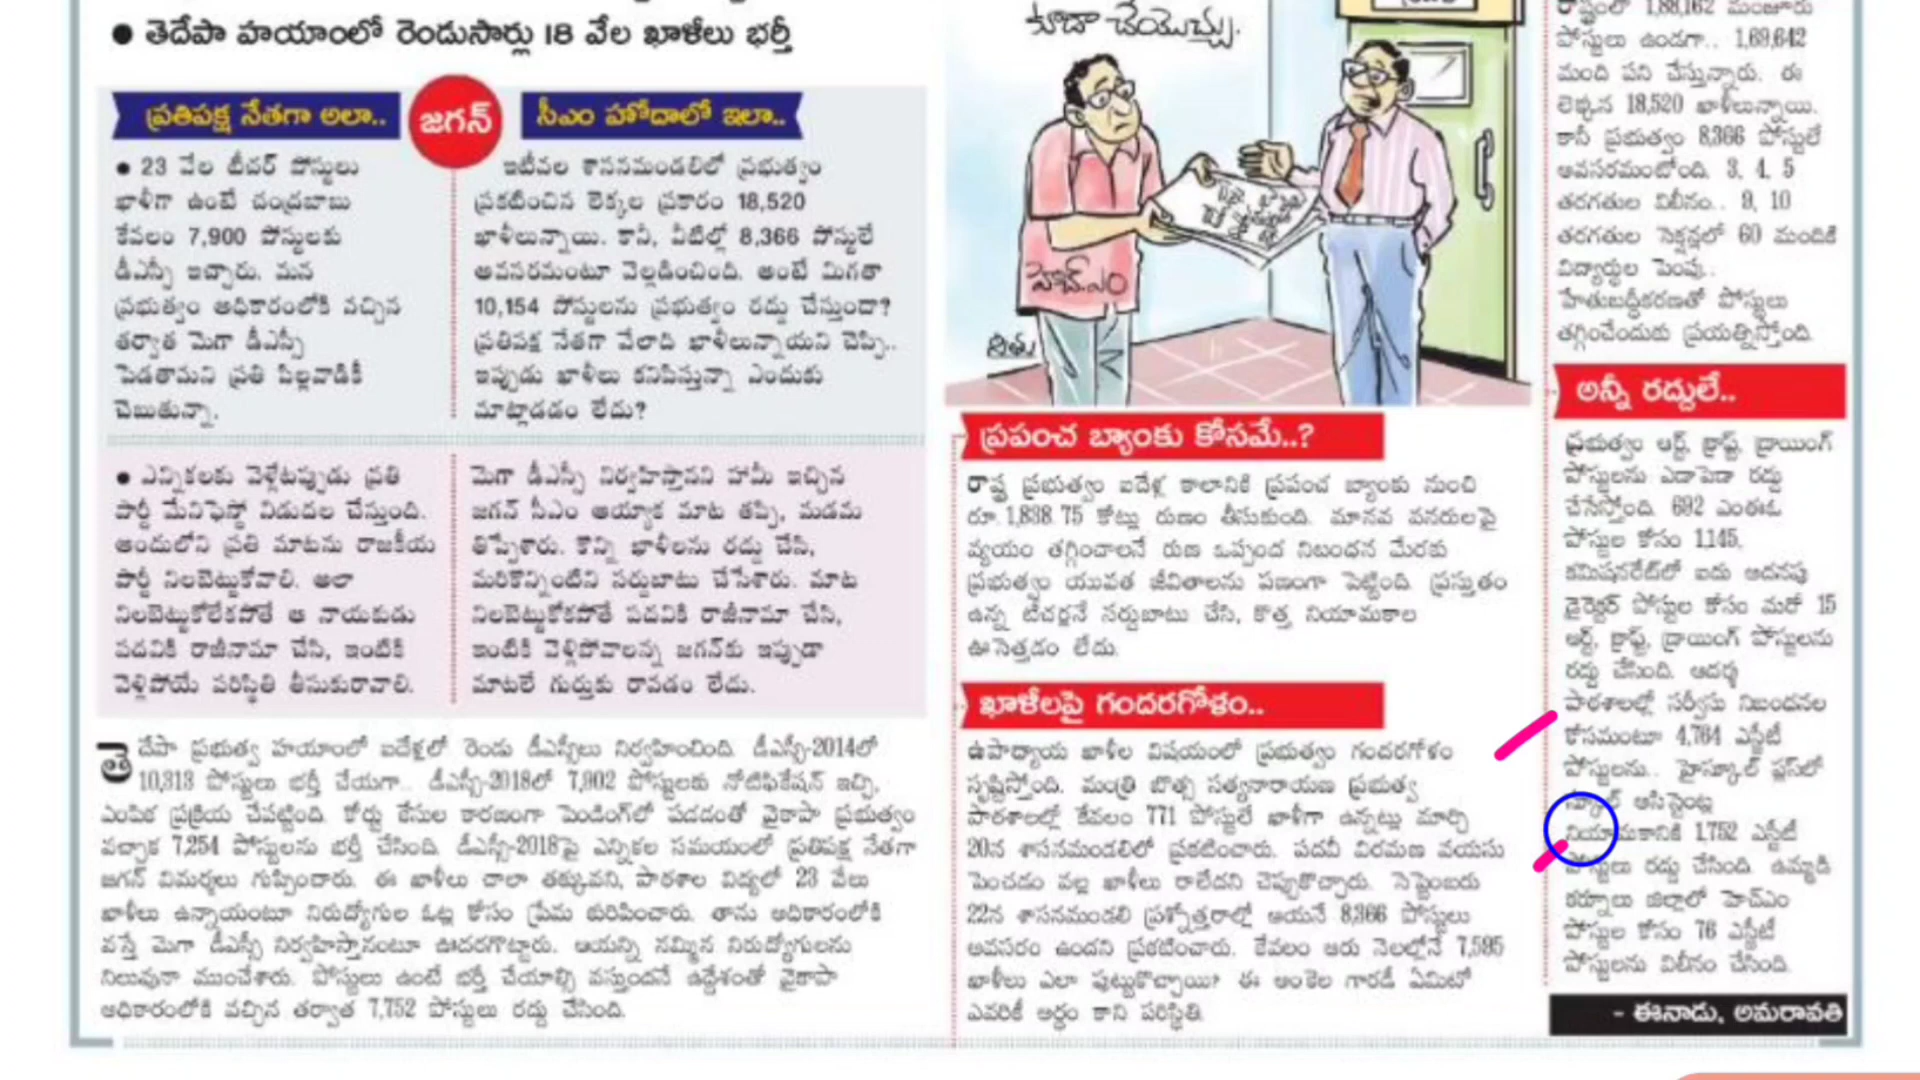 ● తెదేపా హయాంలో రెండుసార్లు 18 వేల ఖాళీలు భర్తీ
ప్రతిపక్ష నేతగా అలా..
జగన్
సీఎం హోదాలో ఇలా..
● 23 వేల టీచర్ పోస్టులు
ఖాళీగా ఉంటే చంద్రబాబు
కేవలం 7,900 పోస్టులకు
డీఎస్సీ ఇచ్చారు. మన
ప్రభుత్వం అధికారంలోకి వచ్చిన
తర్వాత మెగా డీఎస్సీ
పెడతామని ప్రతి పిల్లవాడికీ
చెబుతున్నా.
ఇటీవల శాసనమండలిలో ప్రభుత్వం
ప్రకటించిన లెక్కల ప్రకారం 18,520
ఖాళీలున్నాయి. కానీ, వీటిల్లో 8,366 పోస్టులే
అవసరమంటూ వెల్లడించింది. అంటే మిగతా
10,154 పోస్టులను ప్రభుత్వం రద్దు చేస్తుందా?
ప్రతిపక్ష నేతగా వేలాది ఖాళీలున్నాయని చెప్పి..
ఇప్పుడు ఖాళీలు కనిపిస్తున్నా ఎందుకు
మాట్లాడడం లేదు?
● ఎన్నికలకు వెళ్లేటప్పుడు ప్రతి
పార్టీ మేనిఫెస్టో విడుదల చేస్తుంది.
అందులోని ప్రతి మాటను రాజకీయ
పార్టీ నిలబెట్టుకోవాలి. అలా
నిలబెట్టుకోలేకపోతే ఆ నాయకుడు
పదవికి రాజీనామా చేసి, ఇంటికి
వెళ్లిపోయే పరిస్థితి తీసుకురావాలి.
మెగా డీఎస్సీ నిర్వహిస్తానని హామీ ఇచ్చిన
జగన్ సీఎం అయ్యాక మాట తప్పి, మడమ
తిప్పేశారు. కొన్ని ఖాళీలను రద్దు చేసి,
మరికొన్నింటిని సర్దుబాటు చేసేశారు. మాట
నిలబెట్టుకోకపోతే పదవికి రాజీనామా చేసి,
ఇంటికి వెళ్లిపోవాలన్న జగన్‌కు ఇప్పుడా
మాటలే గుర్తుకు రావడం లేదు.
తెదేపా ప్రభుత్వ హయాంలో ఐదేళ్లలో రెండు డీఎస్సీలు నిర్వహించింది. డీఎస్సీ-2014లో
10,313 పోస్టులు భర్తీ చేయగా.. డీఎస్సీ-2018లో 7,902 పోస్టులకు నోటిఫికేషన్ ఇచ్చి,
ఎంపిక ప్రక్రియ చేపట్టింది. కోర్టు కేసుల కారణంగా పెండింగ్‌లో పడడంతో వైకాపా ప్రభుత్వం
వచ్చాక 7,254 పోస్టులను భర్తీ చేసింది. డీఎస్సీ-2018పై ఎన్నికల సమయంలో ప్రతిపక్ష నేతగా
జగన్ విమర్శలు గుప్పించారు. ఈ ఖాళీలు చాలా తక్కువని, పాఠశాల విద్యలో 23 వేలు
ఖాళీలు ఉన్నాయంటూ నిరుద్యోగుల ఓట్ల కోసం ప్రేమ కురిపించారు. తాను అధికారంలోకి
వస్తే మెగా డీఎస్సీ నిర్వహిస్తానంటూ ఊదరగొట్టారు. ఆయన్ని నమ్మిన నిరుద్యోగులను
నిలువునా ముంచేశారు. పోస్టులు ఉంటే భర్తీ చేయాల్సి వస్తుందనే ఉద్దేశంతో వైకాపా
అధికారంలోకి వచ్చిన తర్వాత 7,752 పోస్టులు రద్దు చేసింది.
కూడా చేయొచ్చు.
హెచ్.ఎం
ప్రపంచ బ్యాంకు కోసమే..?
రాష్ట్ర ప్రభుత్వం ఐదేళ్ల కాలానికి ప్రపంచ బ్యాంకు నుంచి
రూ.1,838.75 కోట్లు రుణం తీసుకుంది. మానవ వనరులపై
వ్యయం తగ్గించాలనే రుణ ఒప్పంద నిబంధన మేరకు
ప్రభుత్వం యువత జీవితాలను పణంగా పెట్టింది. ప్రస్తుతం
ఉన్న టీచర్లనే సర్దుబాటు చేసి, కొత్త నియామకాల
ఊసెత్తడం లేదు.
ఖాళీలపై గందరగోళం..
ఉపాధ్యాయ ఖాళీల విషయంలో ప్రభుత్వం గందరగోళం
సృష్టిస్తోంది. మంత్రి బొత్స సత్యనారాయణ ప్రభుత్వ
పాఠశాలల్లో కేవలం 771 పోస్టులే ఖాళీగా ఉన్నట్లు మార్చి
20న శాసనమండలిలో ప్రకటించారు. పదవీ విరమణ వయసు
పెంచడం వల్ల ఖాళీలు రాలేదని చెప్పుకొచ్చారు. సెప్టెంబరు
22న శాసనమండలి ప్రశ్నోత్తరాల్లో ఆయనే 8,366 పోస్టులు
అవసరం ఉందని ప్రకటించారు. కేవలం ఆరు నెలల్లోనే 7,595
ఖాళీలు ఎలా పుట్టుకొచ్చాయి? ఈ అంకెల గారడీ ఏమిటో
ఎవరికీ అర్థం కాని పరిస్థితి.
రాష్ట్రంలో 1,88,162 మంజూరు
పోస్టులు ఉండగా.. 1,69,642
మంది పని చేస్తున్నారు. ఈ
లెక్కన 18,520 ఖాళీలున్నాయి.
కానీ ప్రభుత్వం 8,366 పోస్టులే
అవసరమంటోంది. 3, 4, 5
తరగతుల విలీనం.. 9, 10
తరగతుల సెక్షన్లలో 60 మందికి
విద్యార్థుల పెంపు..
హేతుబద్ధీకరణతో పోస్టులు
తగ్గించేందుకు ప్రయత్నిస్తోంది.
అన్నీ రద్దులే..
ప్రభుత్వం ఆర్ట్, క్రాఫ్ట్, డ్రాయింగ్
పోస్టులను ఎడాపెడా రద్దు
చేసేస్తోంది. 692 ఎంఈఓ
పోస్టుల కోసం 1,145,
కమిషనరేట్‌లో ఐదు అదనపు
డైరెక్టర్ పోస్టుల కోసం మరో 15
ఆర్ట్, క్రాఫ్ట్, డ్రాయింగ్ పోస్టులను
రద్దు చేసింది. ఆదర్శ
పాఠశాలల్లో సర్వీసు నిబంధనల
కోసమంటూ 4,764 ఎస్జీటీ
పోస్టులను.. హైస్కూల్ ప్లస్‌లో
స్కూల్ అసిస్టెంట్ల
నియామకానికి 1,752 ఎస్జీటీ
పోస్టులు రద్దు చేసింది. ఉమ్మడి
కర్నూలు జిల్లాలో హెచ్‌ఎం
పోస్టుల కోసం 76 ఎస్జీటీ
పోస్టులను విలీనం చేసింది.
- ఈనాడు, అమరావతి